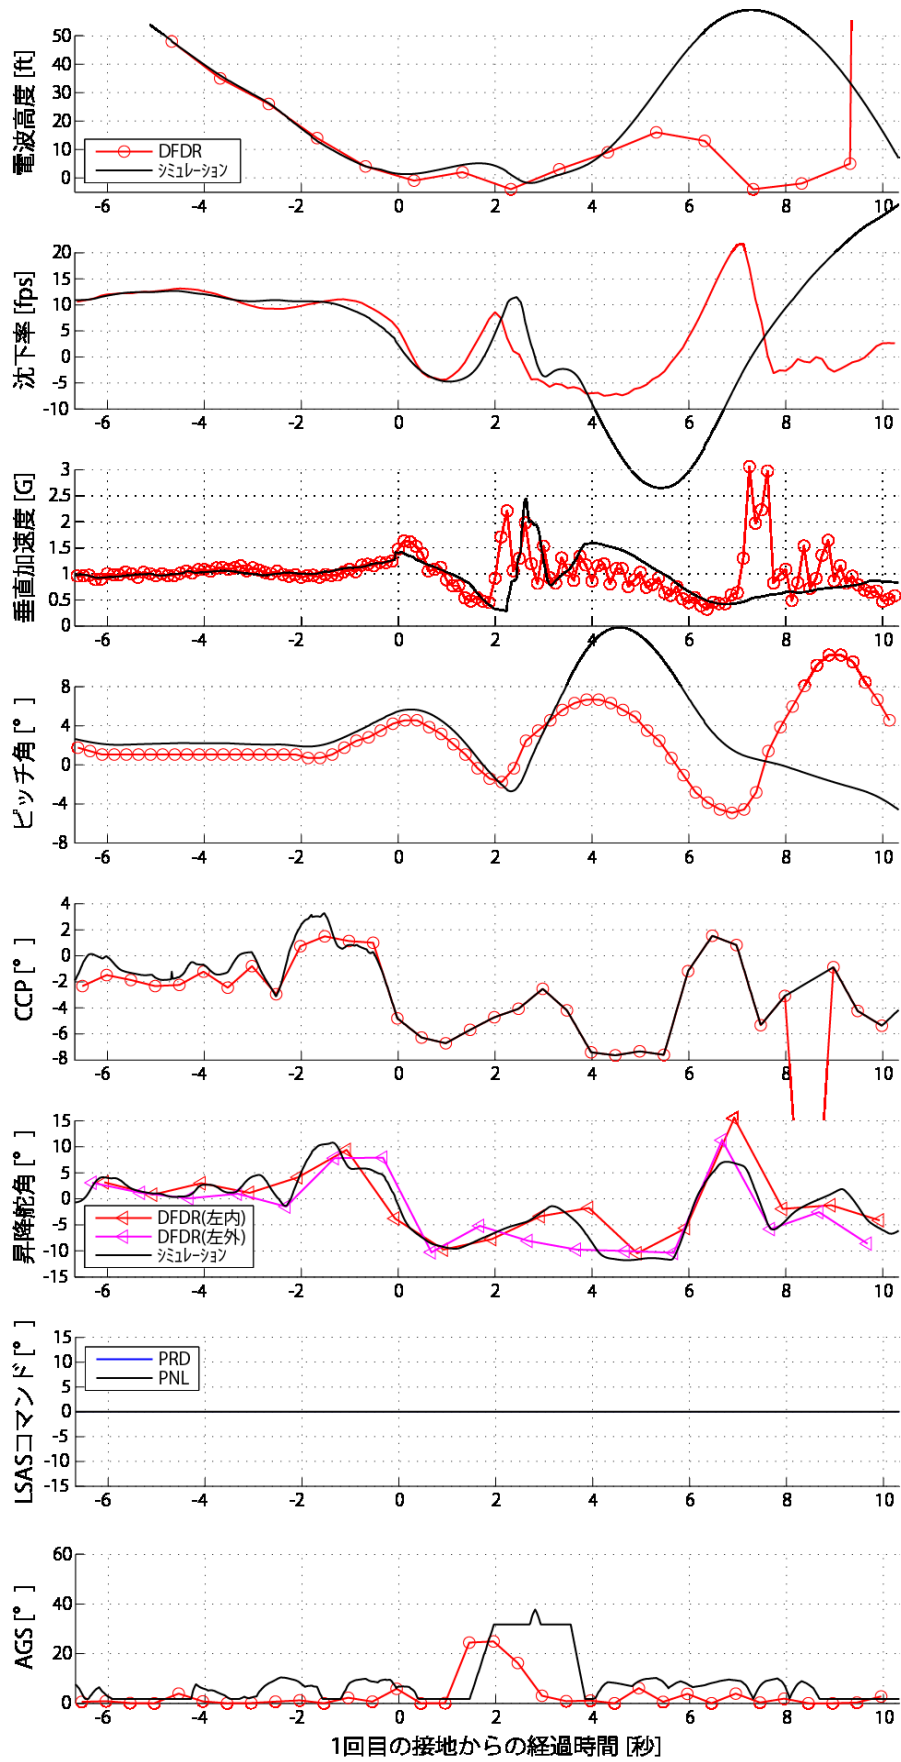 電波高度 [ft]
50
40
30
20
10
0
DFDR
シミュレーション
-6 -4 -2 0 2 4 6 8 10
沈下率 [fps]
20
15
10
5
0
-5
-10
-6 -4 -2 0 2 4 6 8 10
垂直加速度 [G]
3
2.5
2
1.5
1
0.5
0
-6 -4 -2 0 2 4 6 8 10
ピッチ角 [°]
8
4
0
-4
-8
-6 -4 -2 0 2 4 6 8 10
CCP [°]
4
2
0
-2
-4
-6
-8
-6 -4 -2 0 2 4 6 8 10
昇降舵角 [°]
15
10
5
0
-5
-10
-15
DFDR(左内)
DFDR(左外)
シミュレーション
-6 -4 -2 0 2 4 6 8 10
LSASコマンド [°]
15
10
5
0
-5
-10
-15
PRD
PNL
-6 -4 -2 0 2 4 6 8 10
AGS [°]
60
40
20
0
-6 -4 -2 0 2 4 6 8 10
1回目の接地からの経過時間 [秒]